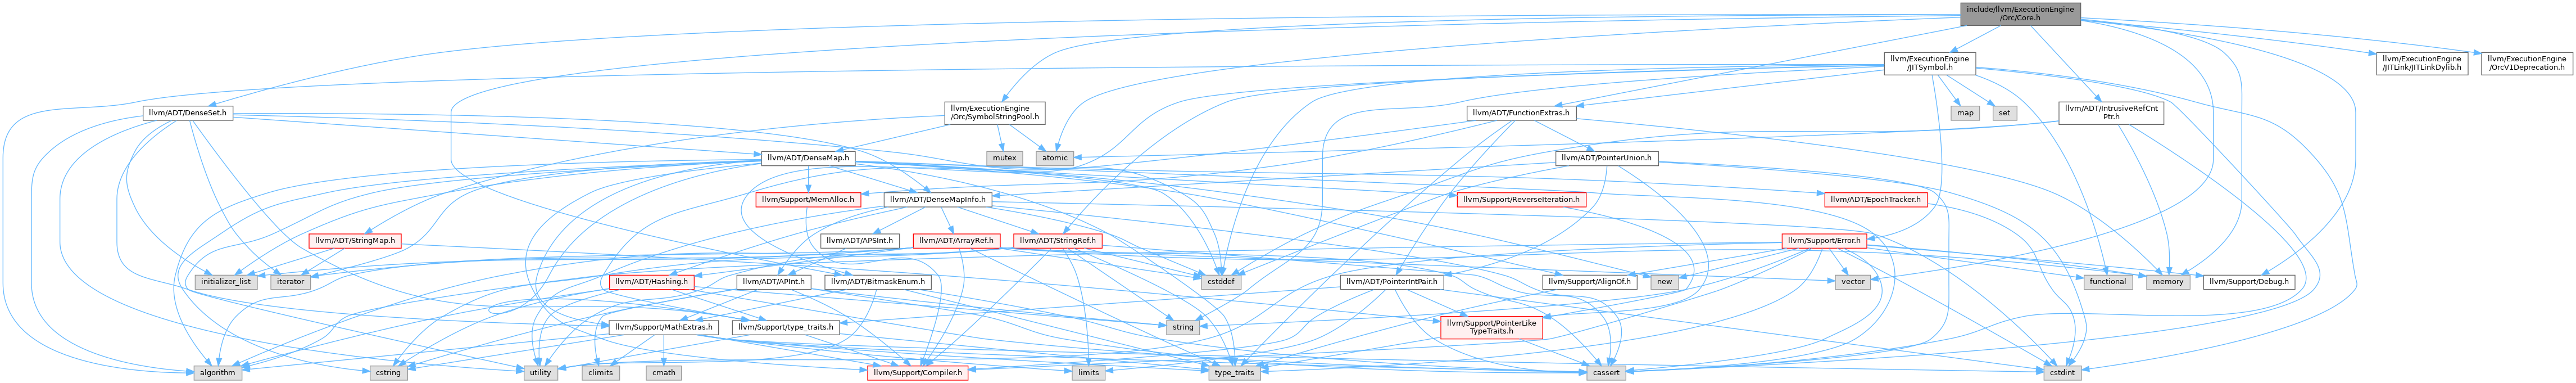 include/llvm/ExecutionEngine
/Orc/Core.h
llvm/ExecutionEngine
/JITSymbol.h
llvm/ExecutionEngine
/JITLink/JITLinkDylib.h
llvm/ExecutionEngine
/OrcV1Deprecation.h
llvm/ADT/DenseSet.h
llvm/ExecutionEngine
/Orc/SymbolStringPool.h
llvm/ADT/FunctionExtras.h
map
set
llvm/ADT/IntrusiveRefCnt
Ptr.h
mutex
atomic
llvm/ADT/DenseMap.h
llvm/ADT/PointerUnion.h
llvm/Support/MemAlloc.h
llvm/ADT/DenseMapInfo.h
llvm/Support/ReverseIteration.h
llvm/ADT/EpochTracker.h
llvm/ADT/StringMap.h
llvm/ADT/APSInt.h
llvm/ADT/ArrayRef.h
llvm/ADT/StringRef.h
llvm/Support/Error.h
initializer_list
iterator
llvm/ADT/Hashing.h
llvm/ADT/APInt.h
llvm/ADT/BitmaskEnum.h
cstddef
llvm/ADT/PointerIntPair.h
llvm/Support/AlignOf.h
new
vector
functional
memory
llvm/Support/Debug.h
llvm/Support/MathExtras.h
llvm/Support/type_traits.h
string
llvm/Support/PointerLike
TypeTraits.h
algorithm
cstring
utility
climits
cmath
llvm/Support/Compiler.h
limits
type_traits
cassert
cstdint